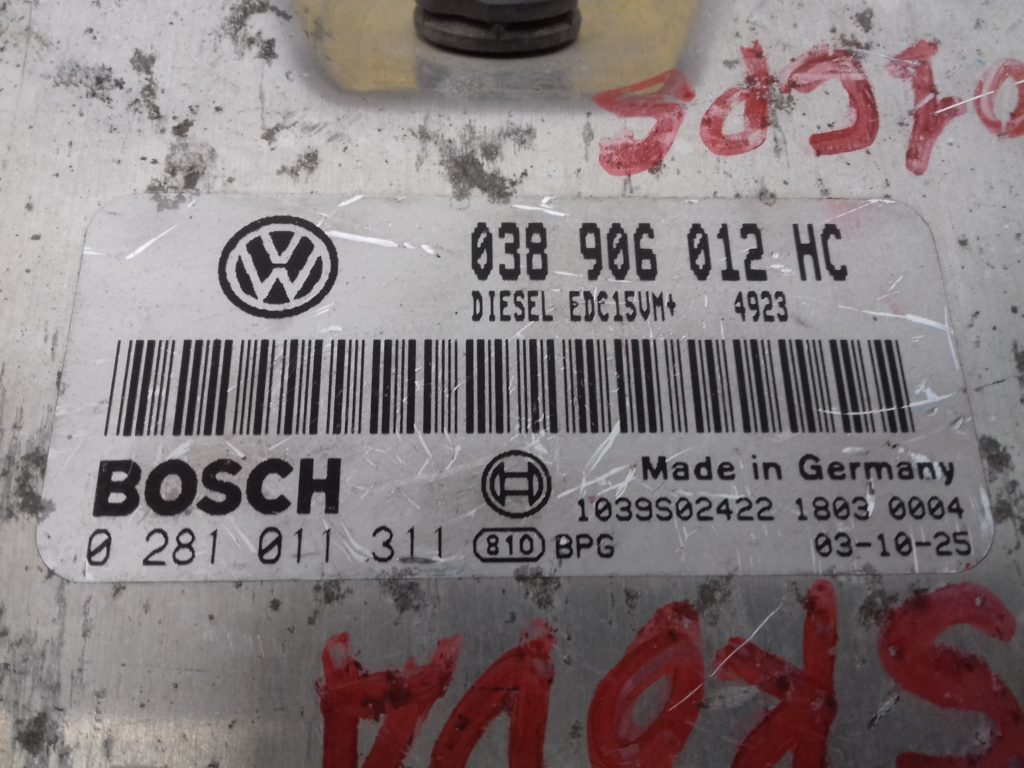 038 906 012 HC
DIESEL EDC15VM+ 4923
BOSCH
Made in Germany
1039S02422 1803 0004
0 281 011 311 810 BPG 03-10-25